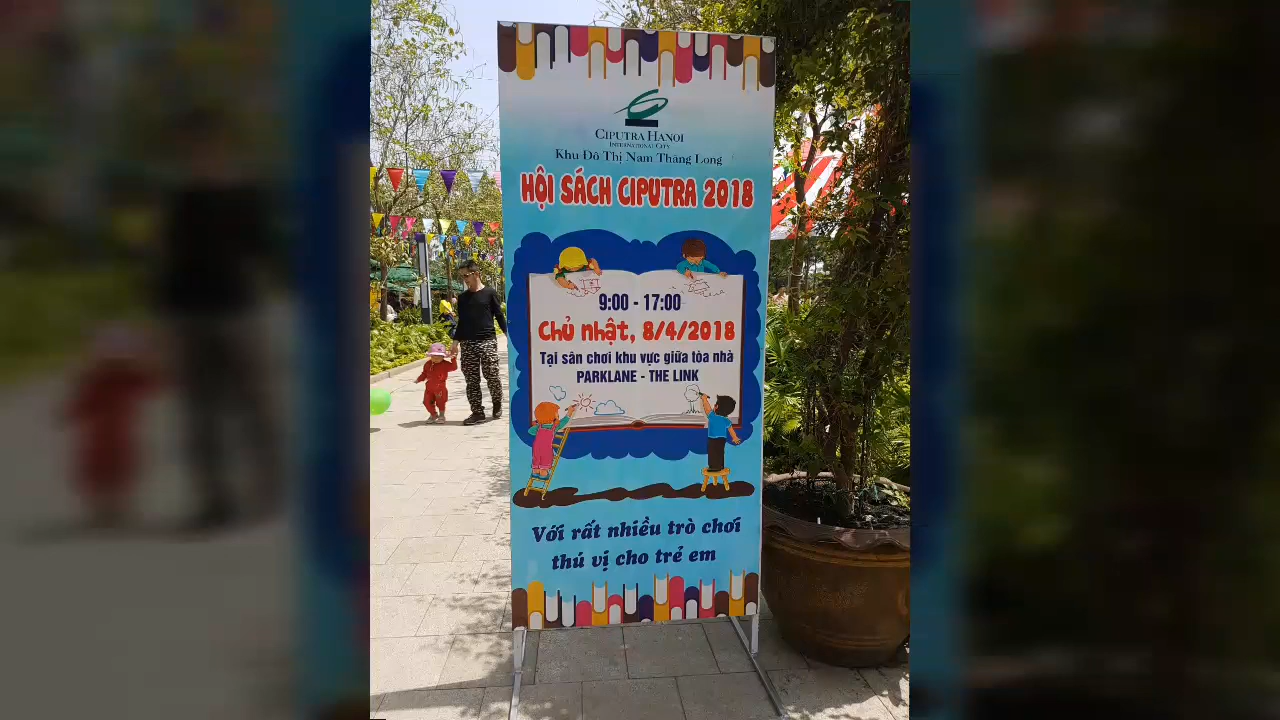 CIPUTRA HANOI
INTERNATIONAL CITY
Khu Đô Thị Nam Thăng Long
HỘI SÁCH CIPUTRA 2018
9:00 - 17:00
Chủ nhật, 8/4/2018
Tại sân chơi khu vực giữa tòa nhà
PARKLANE - THE LINK
Với rất nhiều trò chơi
thú vị cho trẻ em